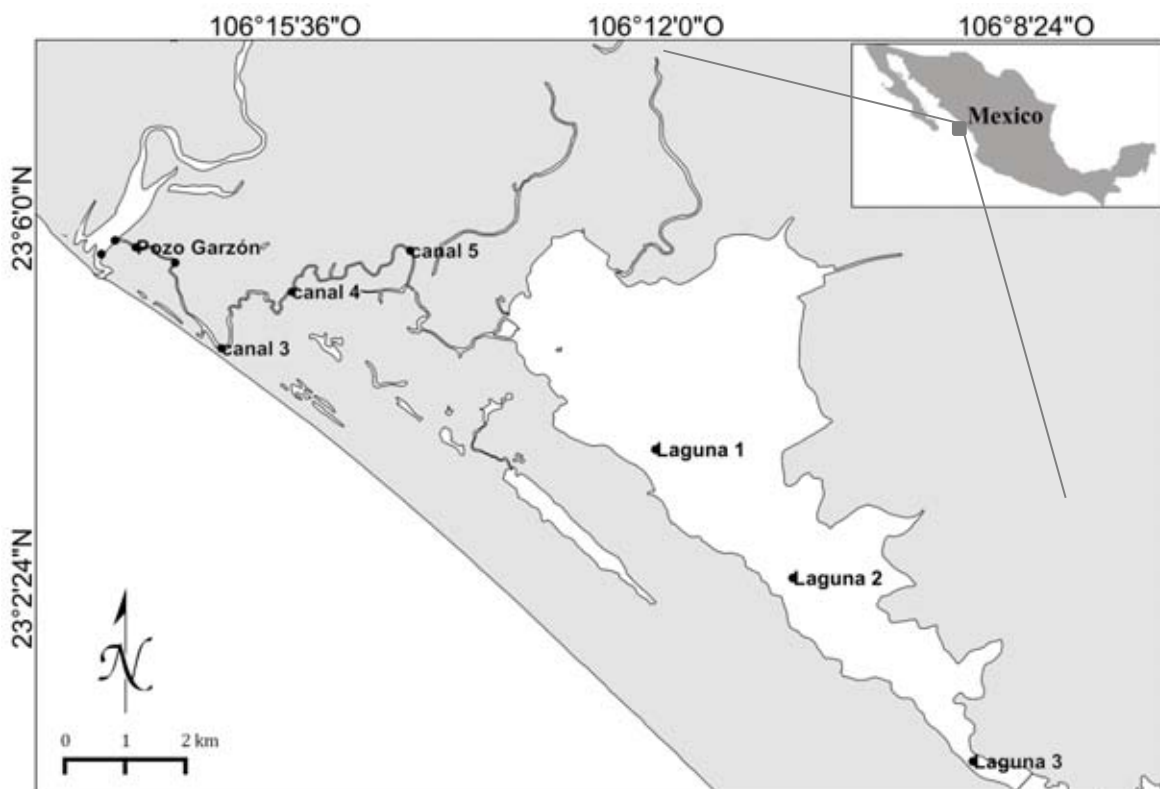 106°15'36"O
106°12'0"O
106°8'24"O
Mexico
23°6'0"N
Pozo Garzón
canal 5
canal 4
canal 3
Laguna 1
23°2'24"N
Laguna 2
N
0 1 2 km
Laguna 3